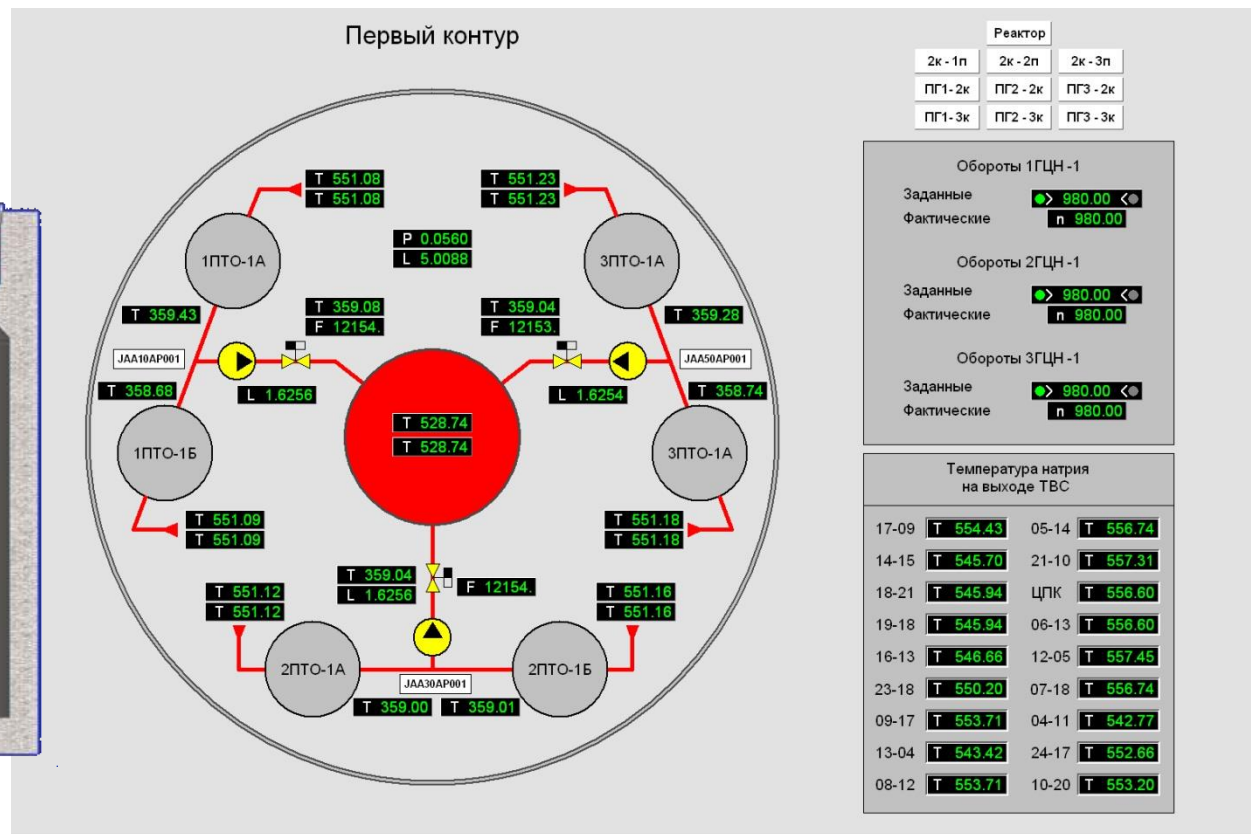 Первый контур
Реактор
2к - 1п 2к - 2п 2к - 3п
ПГ1- 2к ПГ2 - 2к ПГ3 - 2к
ПГ1- 3к ПГ2 - 3к ПГ3 - 3к
T 551.08
T 551.08
T 551.23
T 551.23
P 0.0560
L 5.0088
1ПТО-1А
3ПТО-1А
T 359.43
T 359.08
F 12154.
T 359.04
F 12153.
T 359.28
JAA10AP001
JAA50AP001
T 358.68
L 1.6256
L 1.6254
T 358.74
T 528.74
T 528.74
1ПТО-1Б
3ПТО-1А
T 551.09
T 551.09
T 551.18
T 551.18
T 359.04
L 1.6256
F 12154.
T 551.12
T 551.12
T 551.16
T 551.16
2ПТО-1А
2ПТО-1Б
JAA30AP001
T 359.00 T 359.01
Обороты 1ГЦН -1
Заданные > 980.00 <
Фактические n 980.00
Обороты 2ГЦН -1
Заданные > 980.00 <
Фактические n 980.00
Обороты 3ГЦН -1
Заданные > 980.00 <
Фактические n 980.00
Температура натрия
на выходе ТВС
17-09 T 554.43 05-14 T 556.74
14-15 T 545.70 21-10 T 557.31
18-21 T 545.94 ЦПК T 556.60
19-18 T 545.94 06-13 T 556.60
16-13 T 546.66 12-05 T 557.45
23-18 T 550.20 07-18 T 556.74
09-17 T 553.71 04-11 T 542.77
13-04 T 543.42 24-17 T 552.66
08-12 T 553.71 10-20 T 553.20